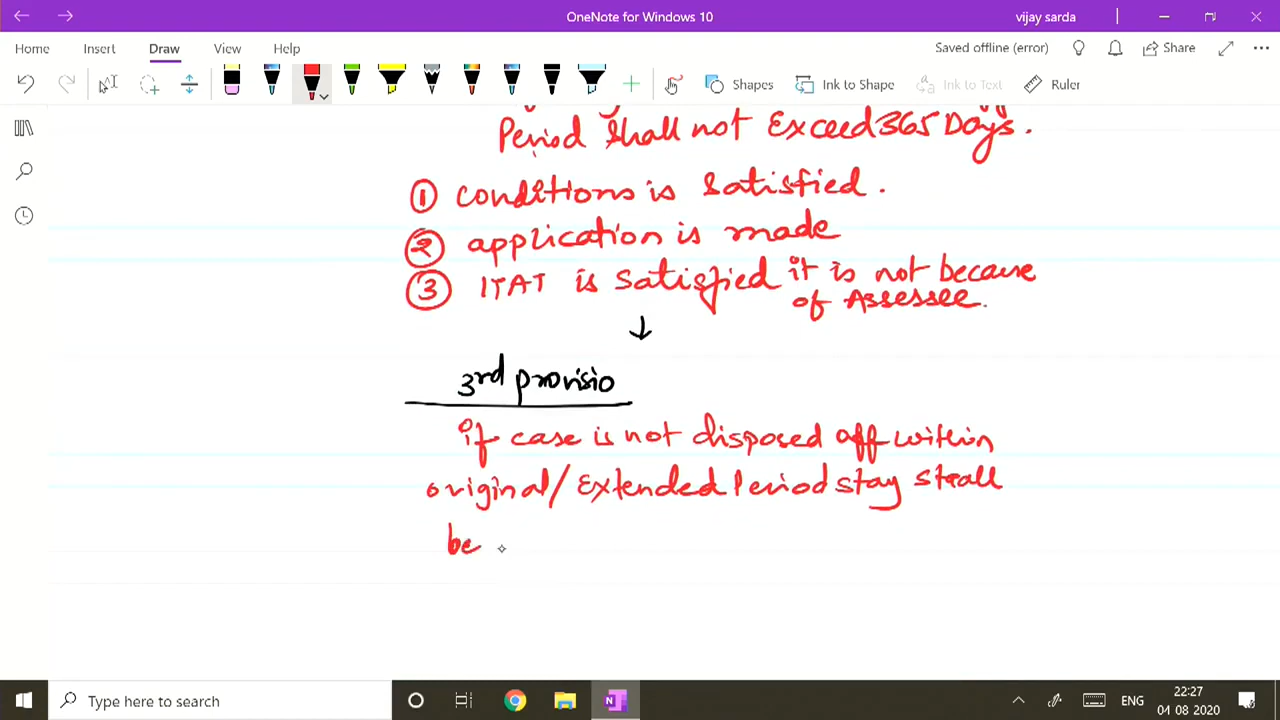 OneNote for Windows 10
vijay sarda
Home Insert Draw View Help
Saved offline (error)
Share
Shapes
Ink to Shape
Ink to Text
Ruler
Period shall not Exceed 365 Days.
1 conditions is satisfied.
2 application is made
3 ITAT is satisfied it is not because
of Assessee.
↓
3rd provisio
if case is not disposed off within
original/Extended Period stay shall
be
Type here to search
ENG
22:27
04-08-2020